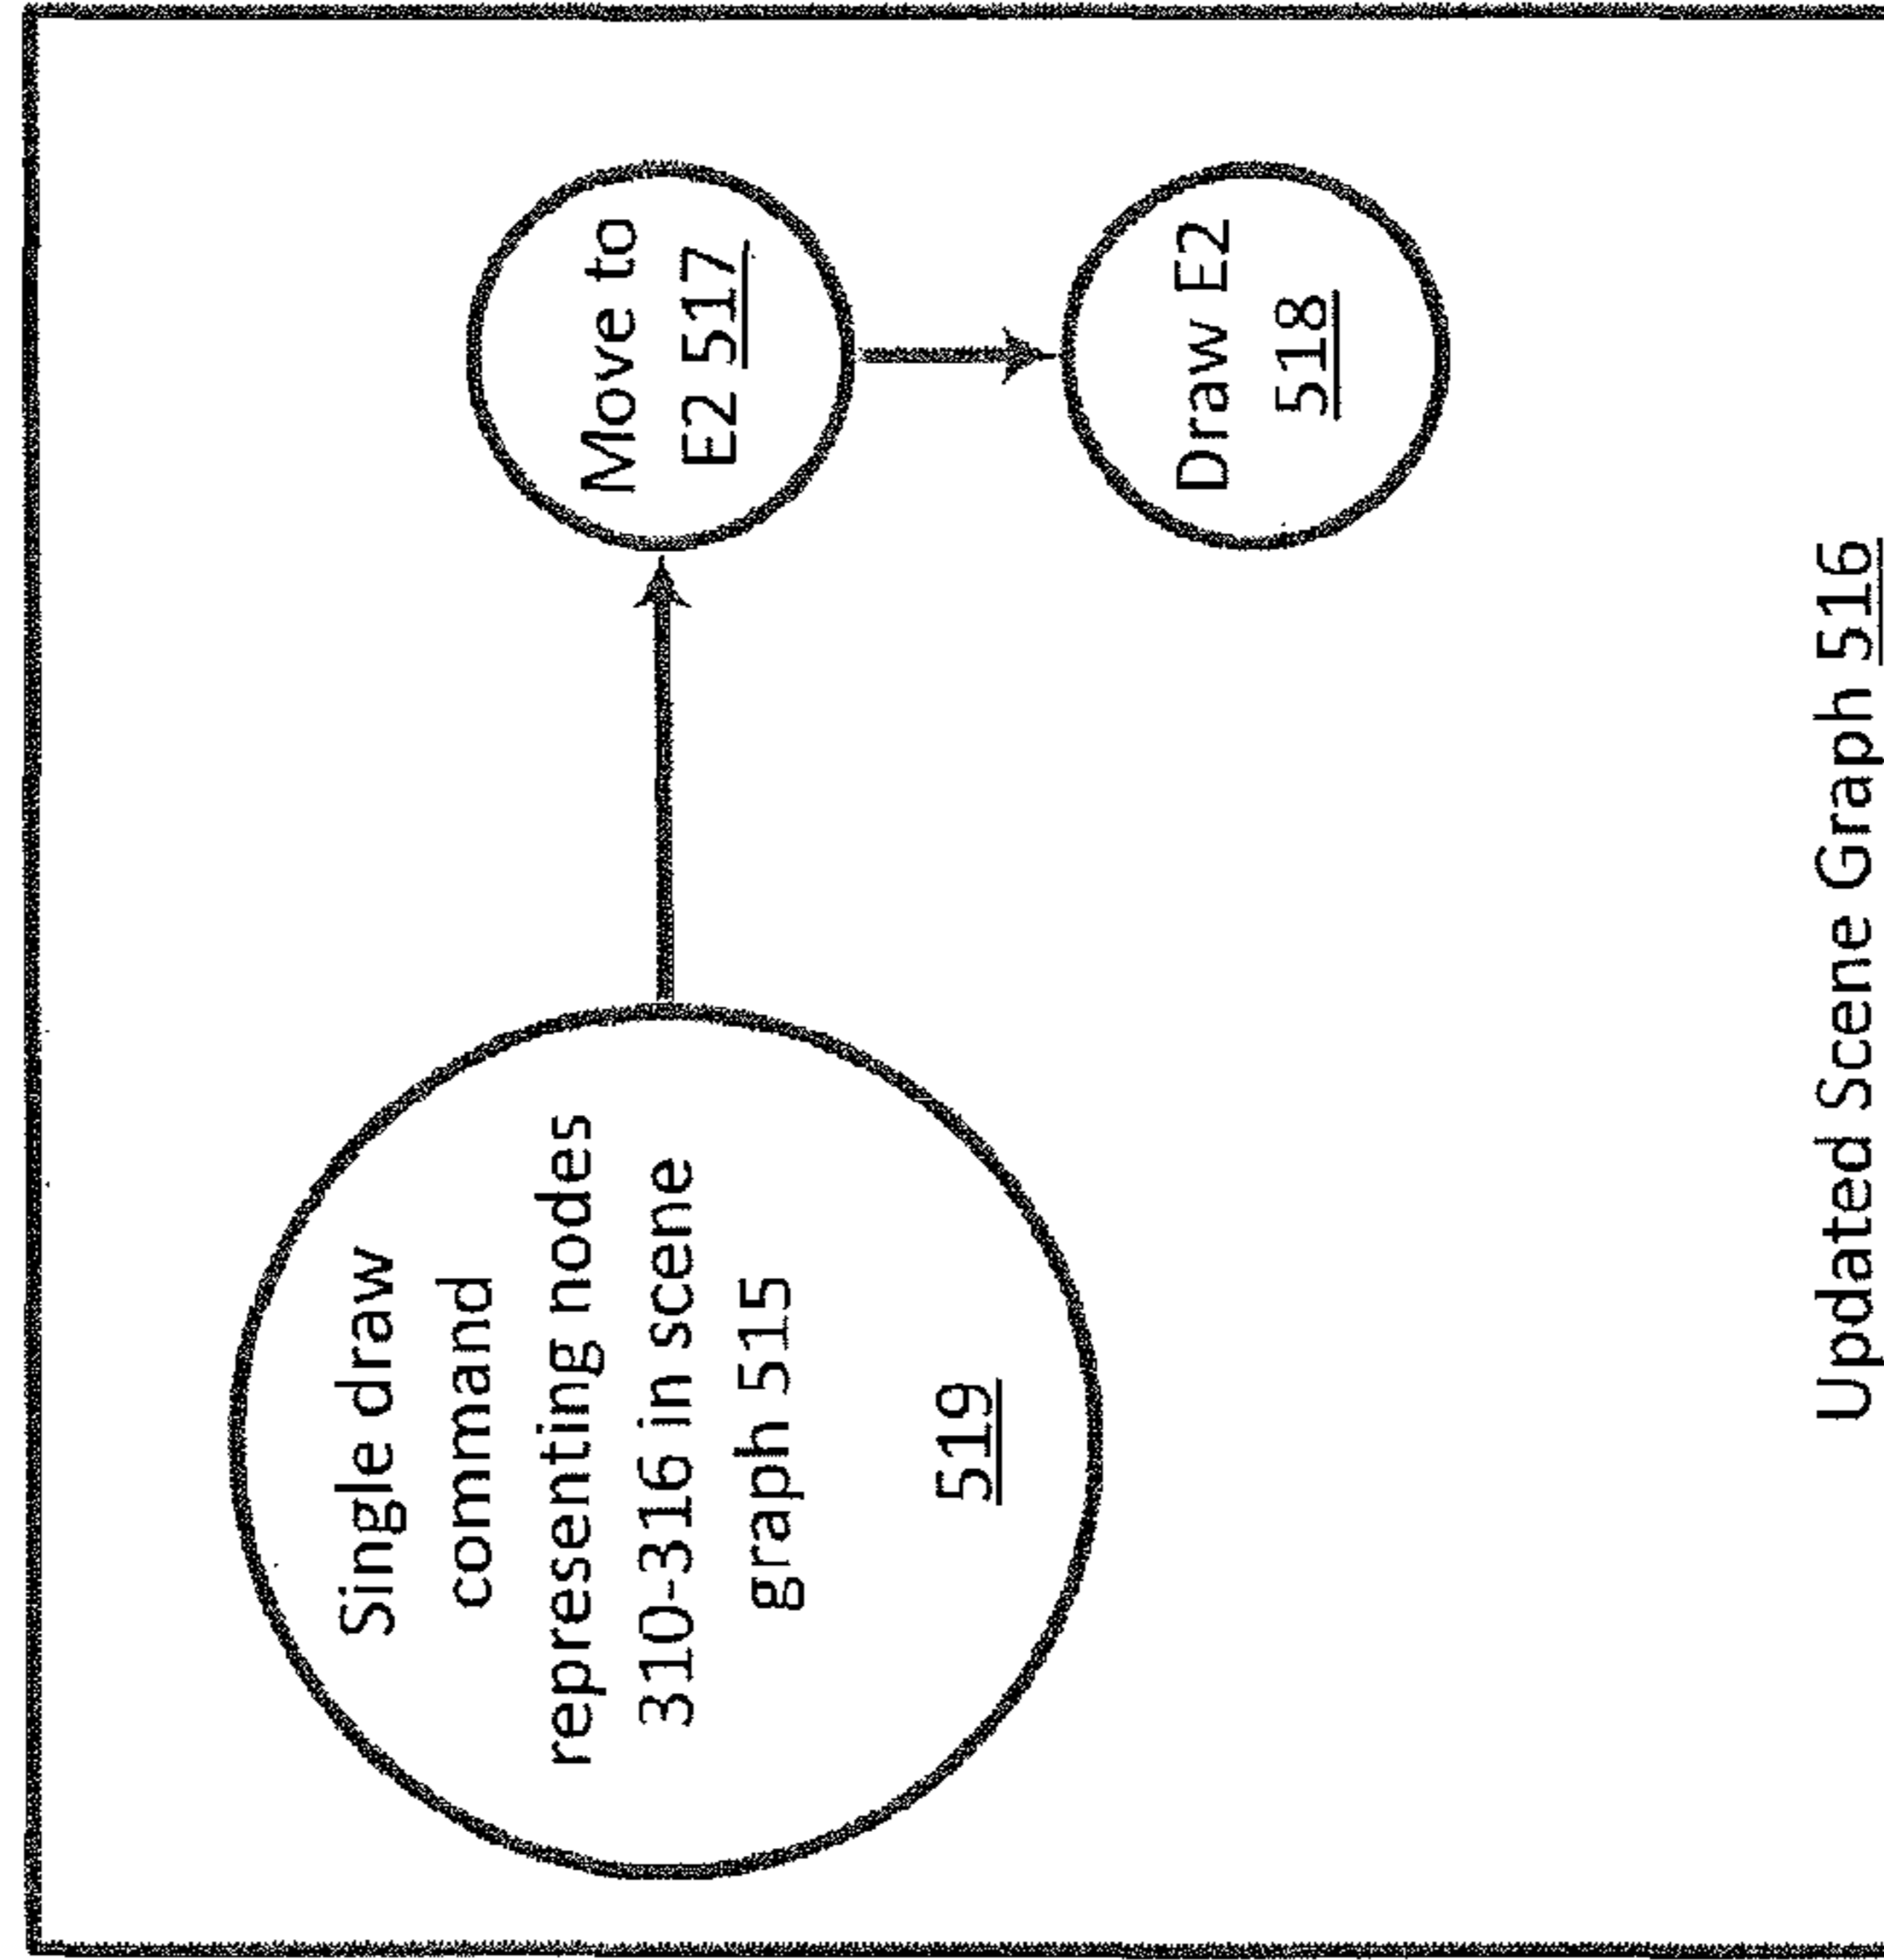 Single draw
command
representing nodes
310-316 in scene
graph 515
519
Move to
E2 517
Draw E2
518
Updated Scene Graph 516